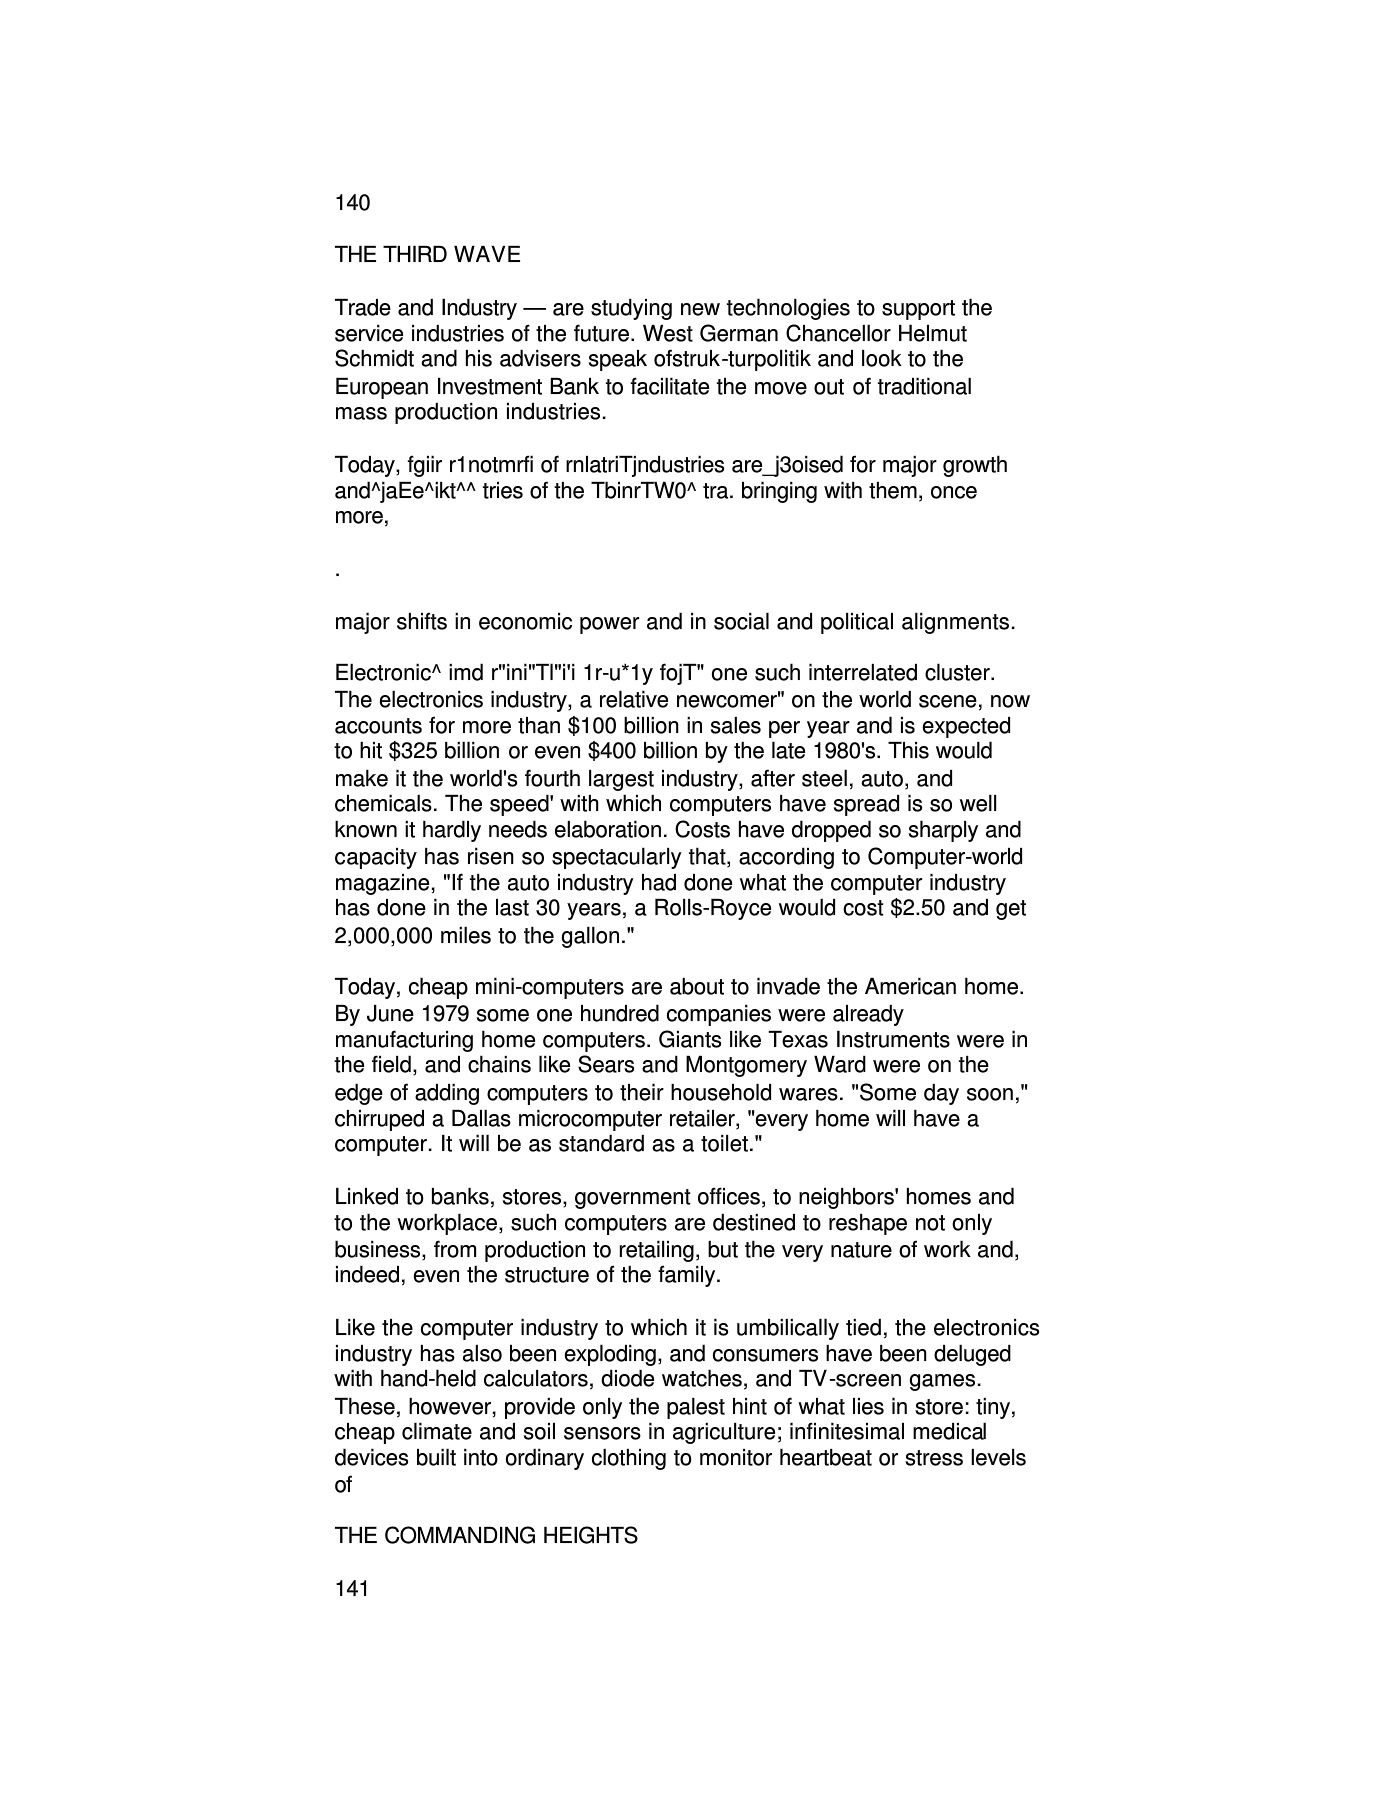 140
THE THIRD WAVE
Trade and Industry — are studying new technologies to support the
service industries of the future. West German Chancellor Helmut
Schmidt and his advisers speak ofstruk-turpolitik and look to the
European Investment Bank to facilitate the move out of traditional
mass production industries.
Today, fgiir r1notmrfi of rnlatriTjndustries are_j3oised for major growth
and^jaEe^ikt^^ tries of the TbinrTW0^ tra. bringing with them, once
more,
.
major shifts in economic power and in social and political alignments.
Electronic^ imd r"ini"Tl"i'i 1r-u*1y fojT" one such interrelated cluster.
The electronics industry, a relative newcomer" on the world scene, now
accounts for more than $100 billion in sales per year and is expected
to hit $325 billion or even $400 billion by the late 1980's. This would
make it the world's fourth largest industry, after steel, auto, and
chemicals. The speed' with which computers have spread is so well
known it hardly needs elaboration. Costs have dropped so sharply and
capacity has risen so spectacularly that, according to Computer-world
magazine, "If the auto industry had done what the computer industry
has done in the last 30 years, a Rolls-Royce would cost $2.50 and get
2,000,000 miles to the gallon."
Today, cheap mini-computers are about to invade the American home.
By June 1979 some one hundred companies were already
manufacturing home computers. Giants like Texas Instruments were in
the field, and chains like Sears and Montgomery Ward were on the
edge of adding computers to their household wares. "Some day soon,"
chirruped a Dallas microcomputer retailer, "every home will have a
computer. It will be as standard as a toilet."
Linked to banks, stores, government offices, to neighbors' homes and
to the workplace, such computers are destined to reshape not only
business, from production to retailing, but the very nature of work and,
indeed, even the structure of the family.
Like the computer industry to which it is umbilically tied, the electronics
industry has also been exploding, and consumers have been deluged
with hand-held calculators, diode watches, and TV-screen games.
These, however, provide only the palest hint of what lies in store: tiny,
cheap climate and soil sensors in agriculture; infinitesimal medical
devices built into ordinary clothing to monitor heartbeat or stress levels
of
THE COMMANDING HEIGHTS
141